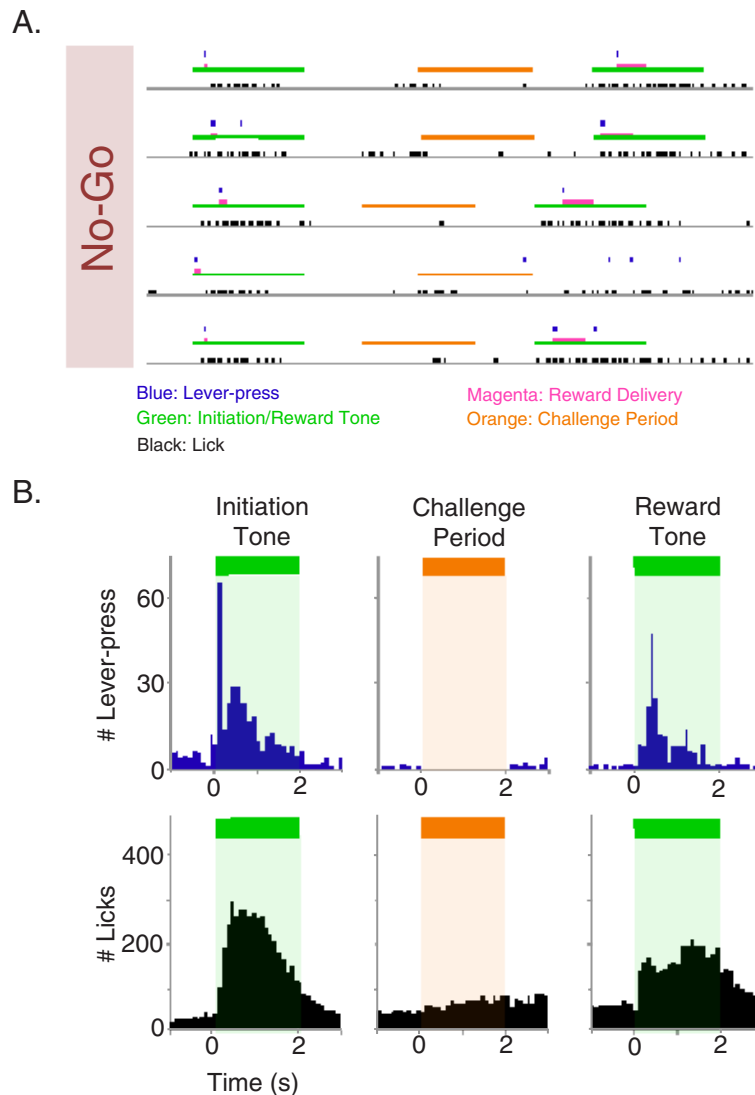 A.
No-Go
Blue: Lever-press
Magenta: Reward Delivery
Green: Initiation/Reward Tone
Orange: Challenge Period
Black: Lick
B.
Initiation
Tone
Challenge
Period
Reward
Tone
# Lever-press
60
30
0
0
2
0
2
0
2
# Licks
400
200
0
0
2
0
2
0
2
Time (s)